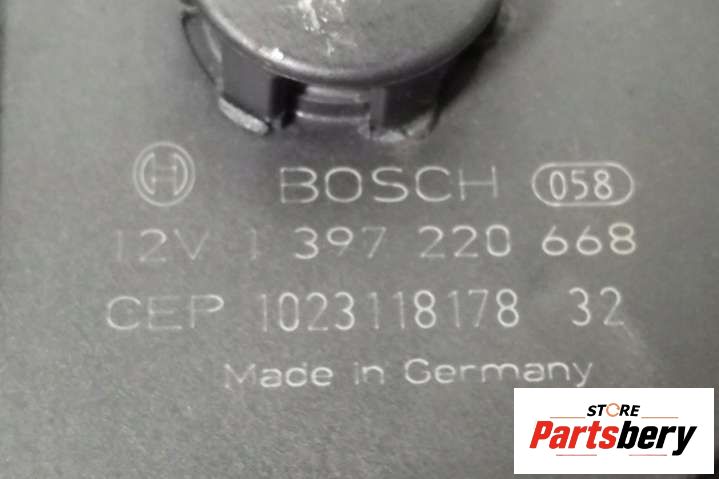 BOSCH 058
12V 1 397 220 668
CEP 1023118178 32
Made in Germany
STORE
Partsbery